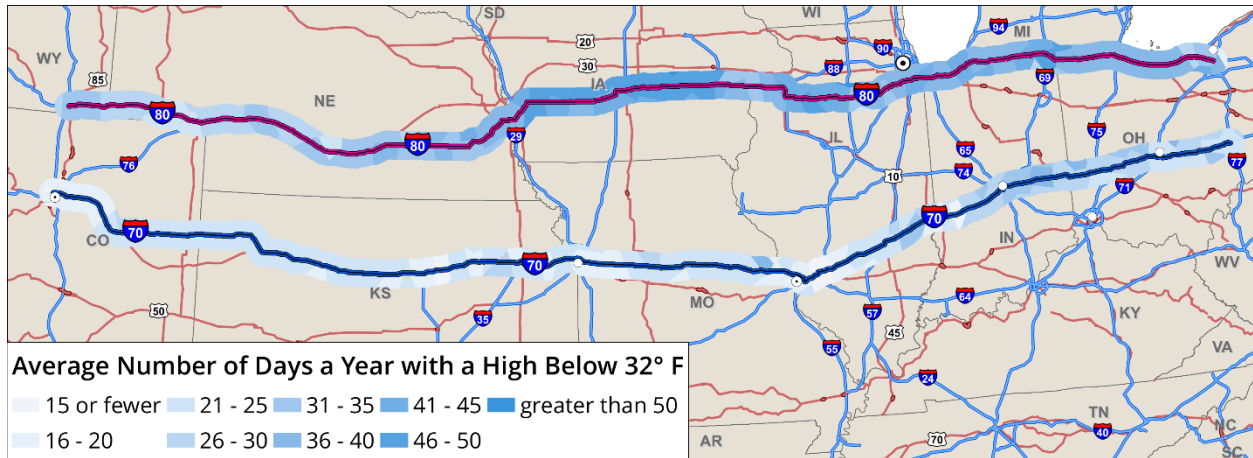 SD
WI
94
MI
WY
20
90
85
30
88
69
NE
IA
80
80
80
IL
29
75
OH
76
65
10
74
77
71
70
CO
70
70
IN
KS
WV
MO
64
50
35
57
KY
45
55
VA
24
TN
NC
AR
70
40
SC
Average Number of Days a Year with a High Below 32° F
15 or fewer 21 - 25 31 - 35 41 - 45 greater than 50
16 - 20 26 - 30 36 - 40 46 - 50